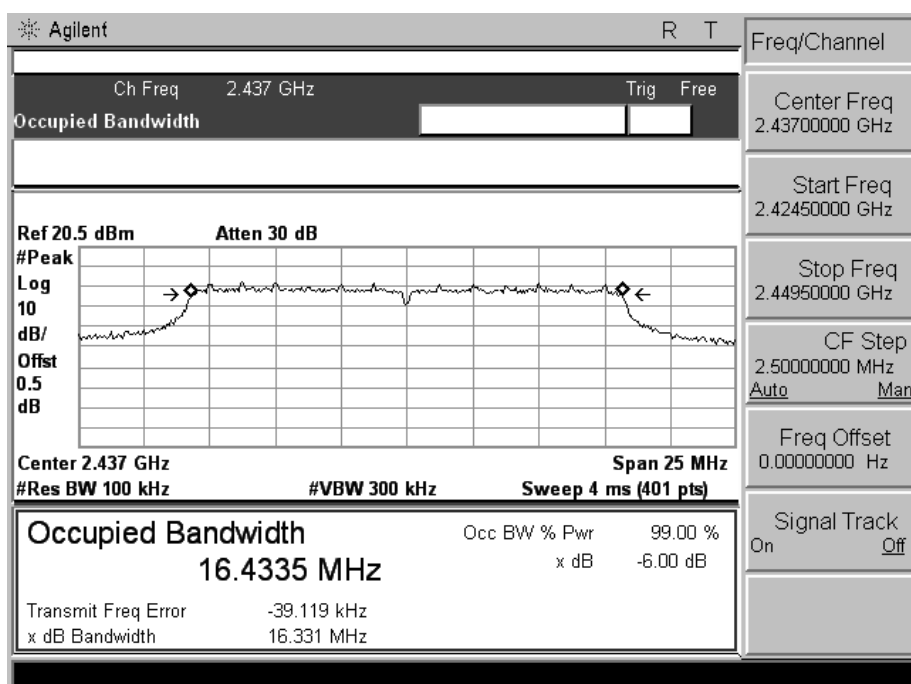 Agilent R T
Freq/Channel
Ch Freq 2.437 GHz Trig Free
Occupied Bandwidth
Center Freq
2.43700000 GHz
Start Freq
2.42450000 GHz
Stop Freq
2.44950000 GHz
CF Step
2.50000000 MHz
Auto Man
Freq Offset
0.00000000 Hz
Signal Track
On Off
Ref 20.5 dBm Atten 30 dB
#Peak
Log
10
dB/
Offst
0.5
dB
Center 2.437 GHz Span 25 MHz
#Res BW 100 kHz #VBW 300 kHz Sweep 4 ms (401 pts)
Occupied Bandwidth Occ BW % Pwr 99.00 %
16.4335 MHz x dB -6.00 dB
Transmit Freq Error -39.119 kHz
x dB Bandwidth 16.331 MHz